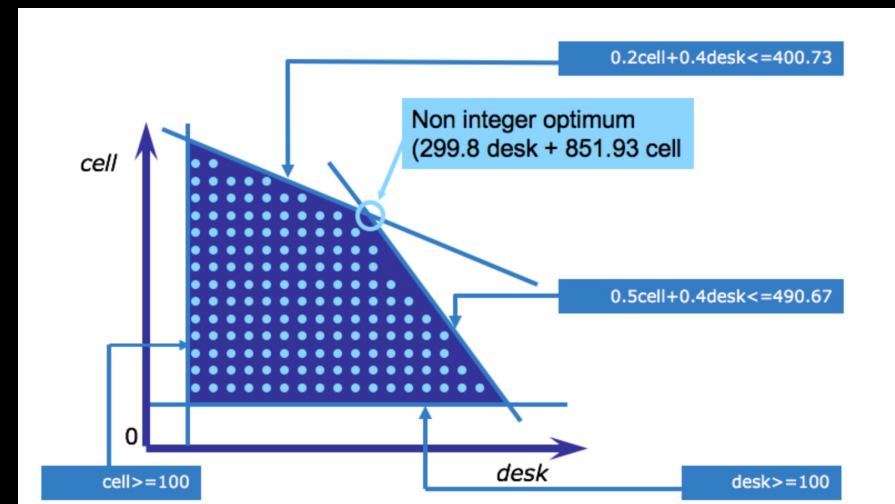 0.2cell+0.4desk<=400.73
Non integer optimum
(299.8 desk + 851.93 cell
cell
0.5cell+0.4desk<=490.67
0
desk
cell>=100
desk>=100